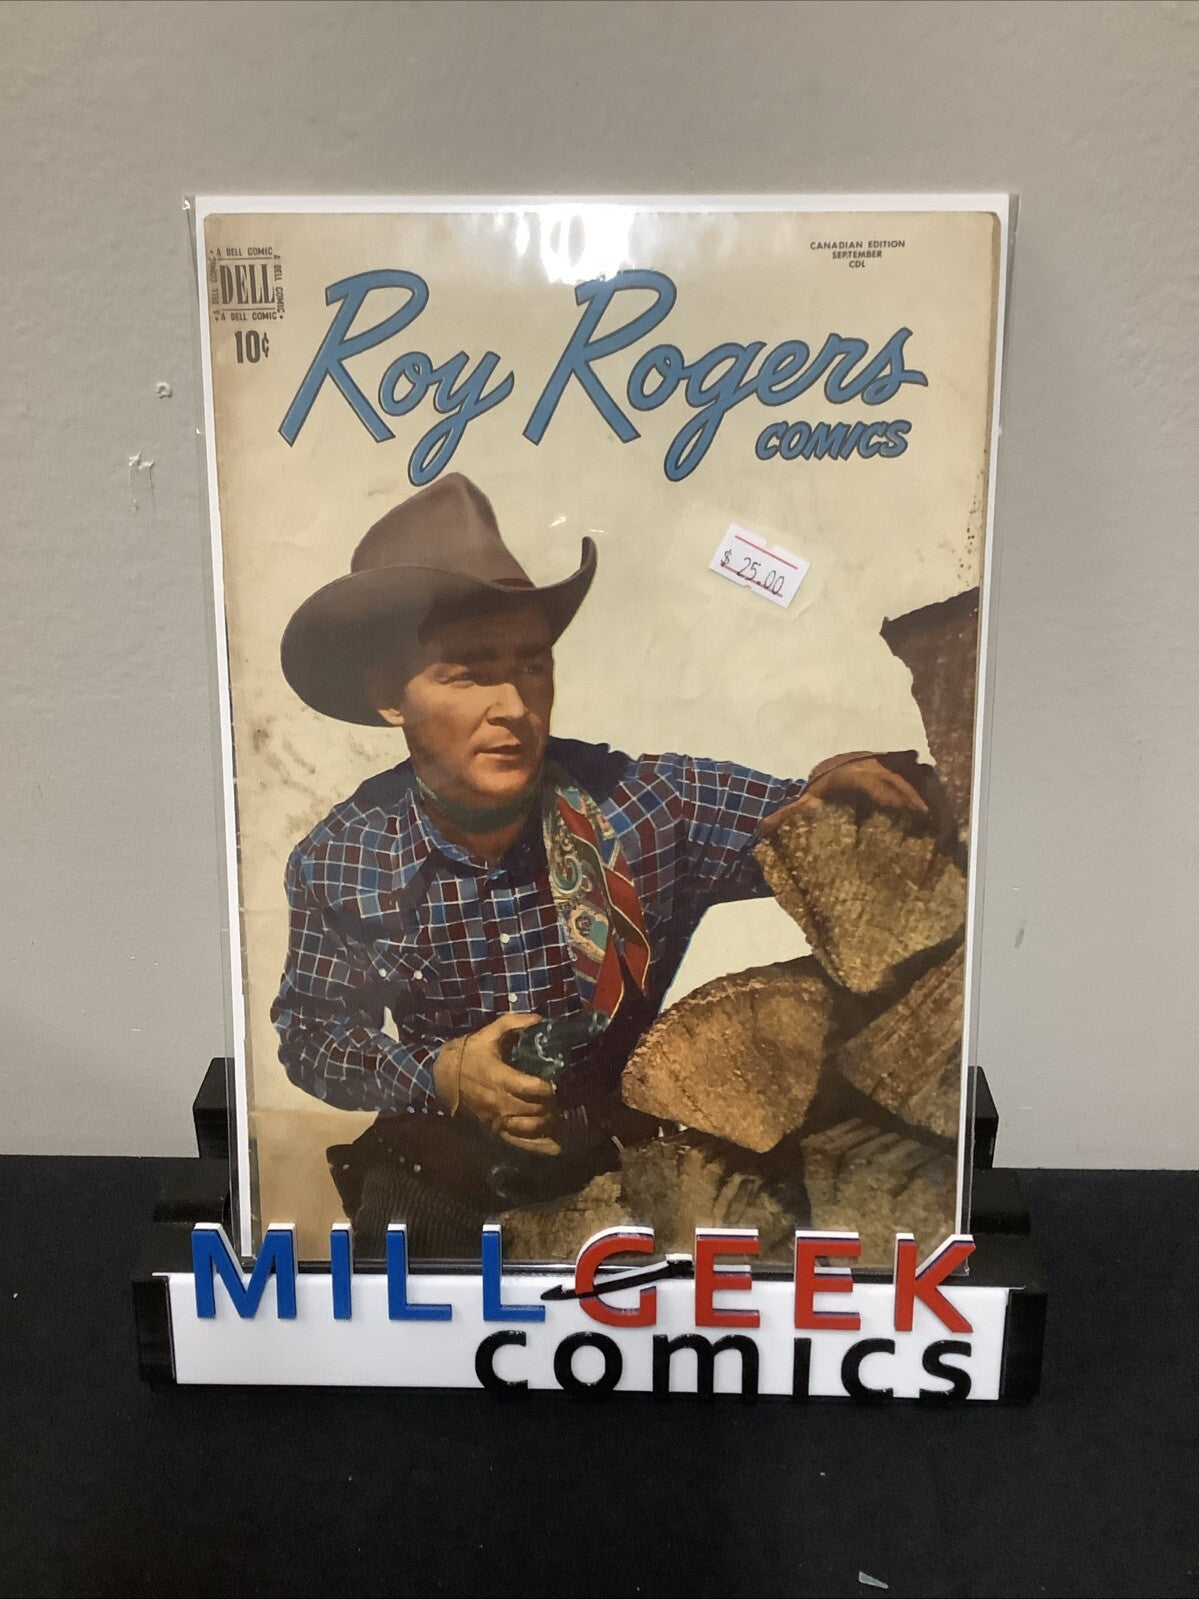 A DELL COMIC
A DELL COMIC
DELL
A DELL COMIC
A DELL COMIC
10¢
CANADIAN EDITION
SEPTEMBER
CDL
Roy Rogers
COMICS
$ 25.00
MILLGEEK
comics